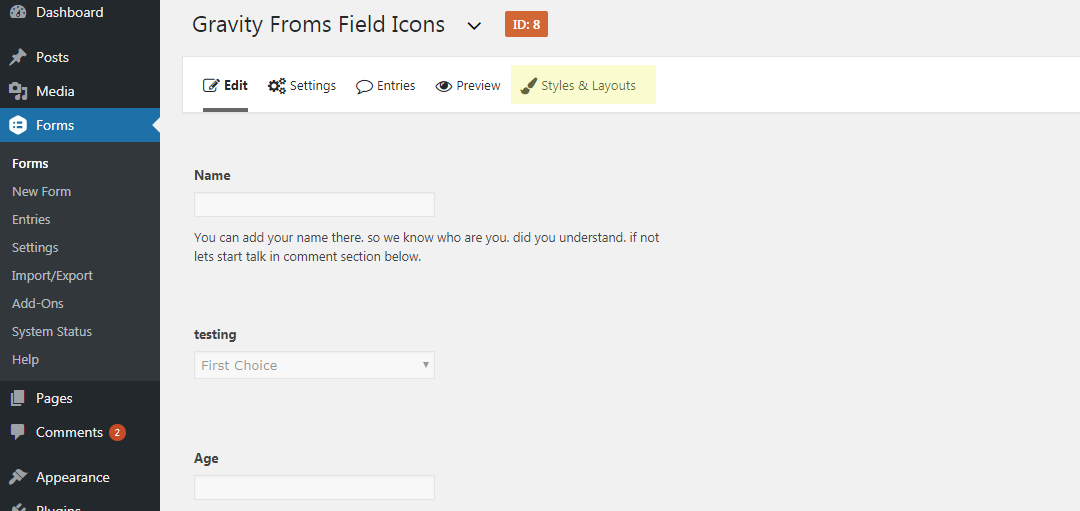 Dashboard
Posts
Media
Forms
Forms
New Form
Entries
Settings
Import/Export
Add-Ons
System Status
Help
Pages
Comments 2
Appearance
Plugins
Gravity Froms Field Icons ID: 8
Edit Settings Entries Preview Styles & Layouts
Name
You can add your name there. so we know who are you. did you understand. if not
lets start talk in comment section below.
testing
First Choice
Age